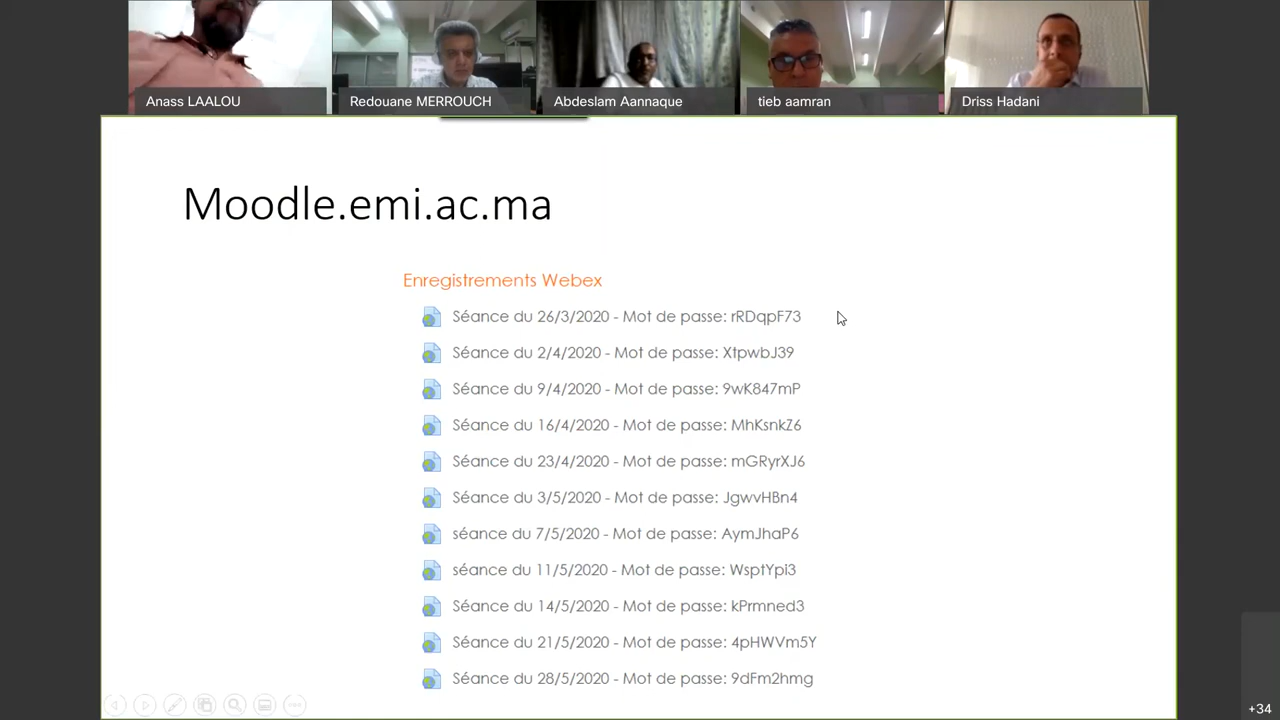 Anass LAALOU
Redouane MERROUCH
Abdeslam Aannaque
tieb aamran
Driss Hadani
Moodle.emi.ac.ma
Enregistrements Webex
Séance du 26/3/2020 - Mot de passe: rRDqpF73
Séance du 2/4/2020 - Mot de passe: XtpwbJ39
Séance du 9/4/2020 - Mot de passe: 9wK847mP
Séance du 16/4/2020 - Mot de passe: MhKsnkZ6
Séance du 23/4/2020 - Mot de passe: mGRyrXJ6
Séance du 3/5/2020 - Mot de passe: JgwvHBn4
séance du 7/5/2020 - Mot de passe: AymJhaP6
séance du 11/5/2020 - Mot de passe: WsptYpi3
Séance du 14/5/2020 - Mot de passe: kPrmned3
Séance du 21/5/2020 - Mot de passe: 4pHWVm5Y
Séance du 28/5/2020 - Mot de passe: 9dFm2hmg
+34